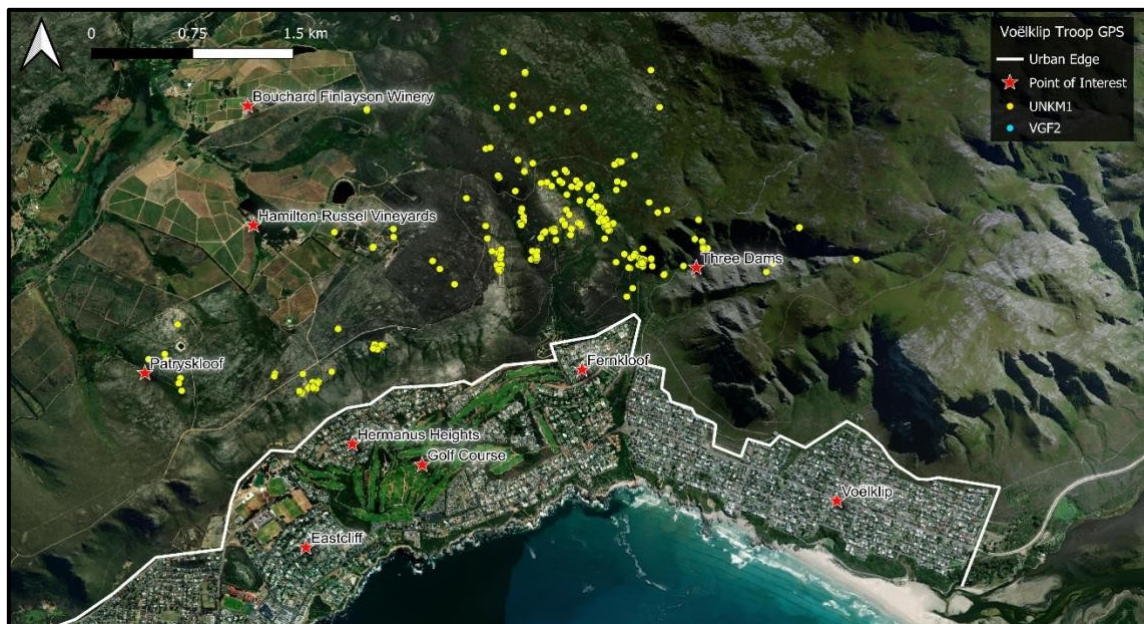 0 0.75 1.5 km
Voëlklip Troop GPS
Urban Edge
Point of Interest
UNKM1
VGF2
Bouchard Finlayson Winery
Hamilton-Russel Vineyards
Three Dams
Patryskloof
Fernkloof
Hermanus Heights
Golf Course
Voëlklip
Eastcliff